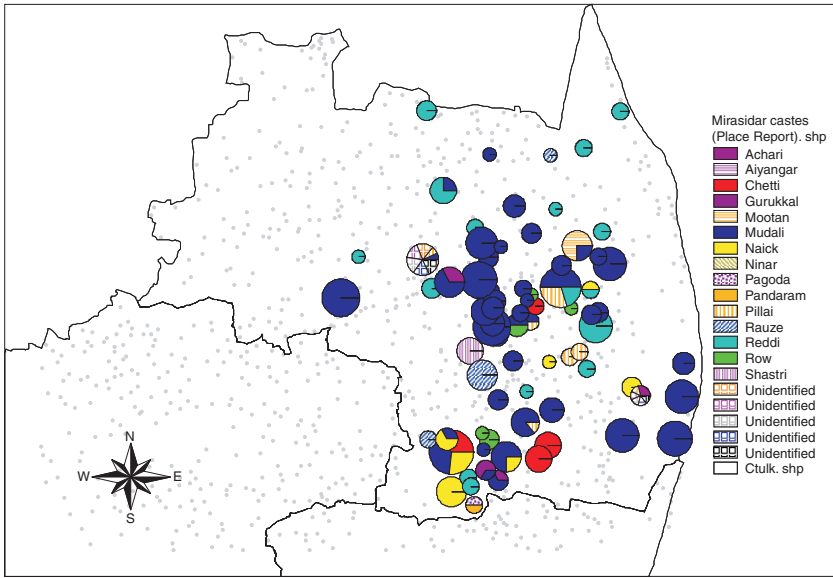 Mirasidar castes
(Place Report). shp
Achari
Aiyangar
Chetti
Gurukkal
Mootan
Mudali
Naick
Ninar
Pagoda
Pandaram
Pillai
Rauze
Reddi
Row
Shastri
Unidentified
Unidentified
Unidentified
Unidentified
Unidentified
Ctulk. shp
N
W E
S